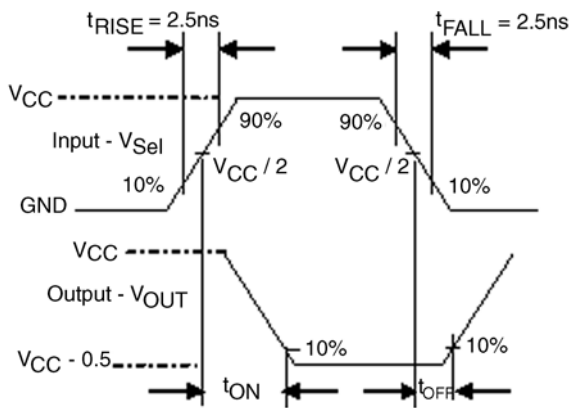 tRISE = 2.5ns
tFALL = 2.5ns
VCC
90%
90%
Input - VSel
VCC / 2
VCC / 2
10%
10%
GND
VCC
Output - VOUT
10%
10%
VCC - 0.5
tON
tOFF